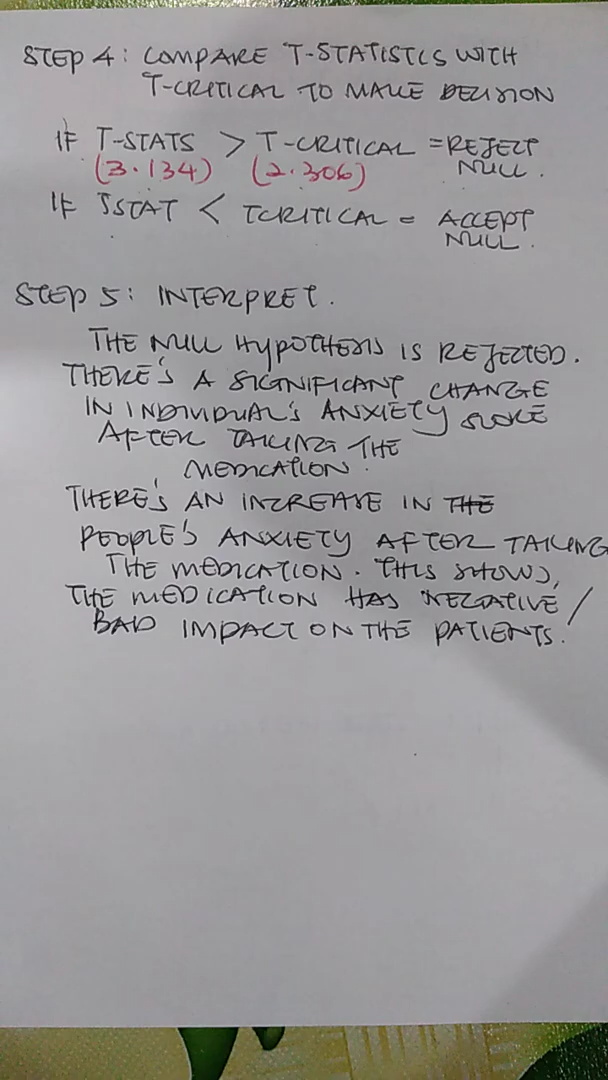 STEP 4: COMPARE T-STATISTCS WITH
T-CRITICAL TO MAKE DECISION
IF T-STATS > T-CRITICAL = REJECT
NULL.
(3.134) (2.306)
IF TSTAT < TCRITICAL = ACCEPT
NULL.
STEP 5: INTERPRET.
THE NULL HYPOTHESIS IS REJECTED.
THERE'S A SIGNIFICANT CHANGE
IN INDIVIDUAL'S ANXIETY SCORE
AFTER TAKING THE
MEDICATION.
THERE'S AN INCREASE IN THE
PEOPLE'S ANXIETY AFTER TAKING
THE MEDICATION. THIS SHOWS,
THE MEDICATION HAS NEGATIVE /
BAD IMPACT ON THE PATIENTS.